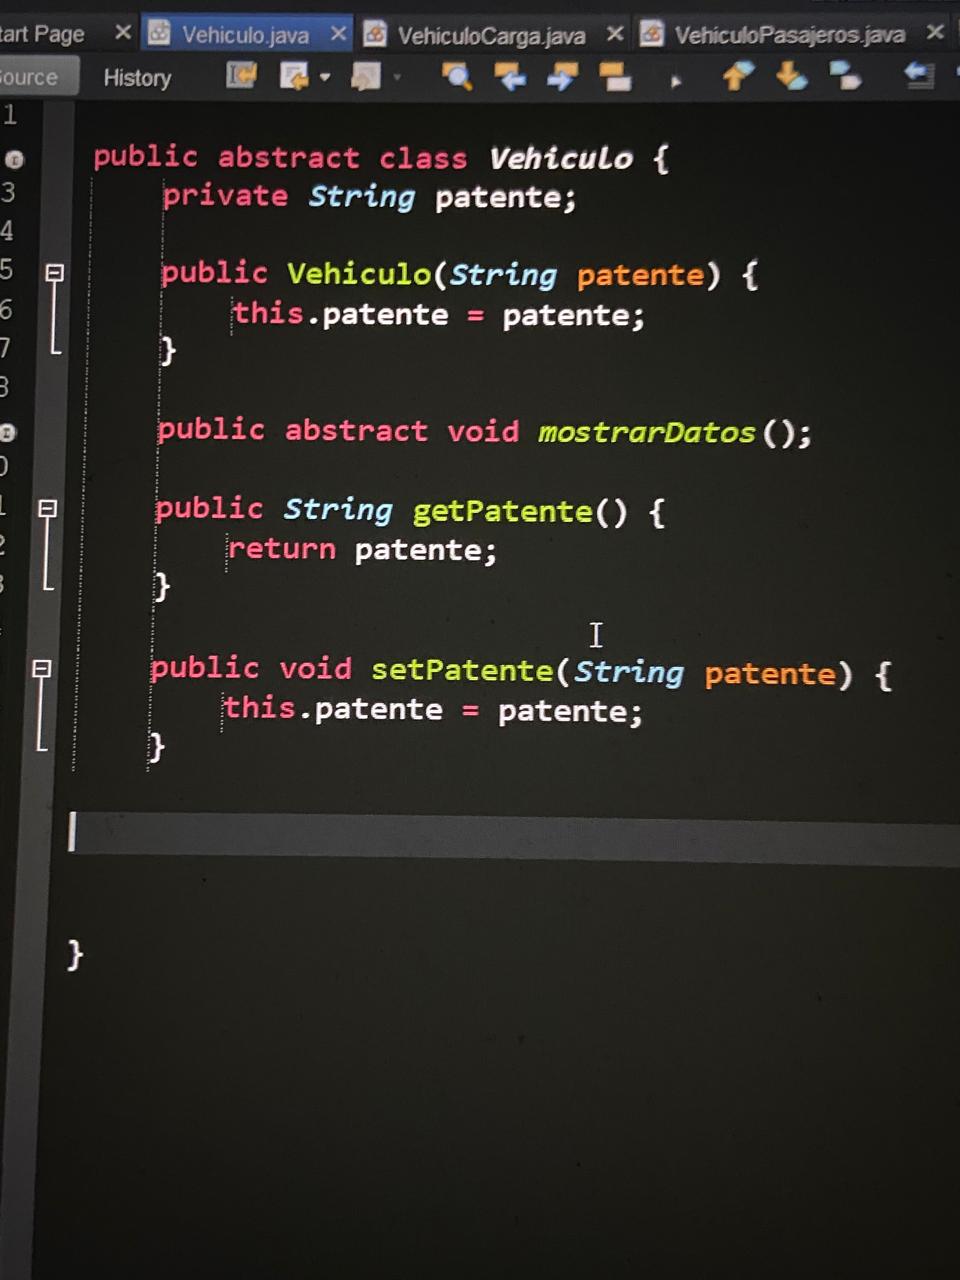 tart Page Vehiculo.java VehiculoCarga.java VehiculoPasajeros.java
Source History
1
public abstract class Vehiculo {
3 private String patente;
4
5 public Vehiculo(String patente) {
6 this.patente = patente;
7 }
8
public abstract void mostrarDatos();
0
1 public String getPatente() {
2 return patente;
3 }
public void setPatente(String patente) {
this.patente = patente;
}
}